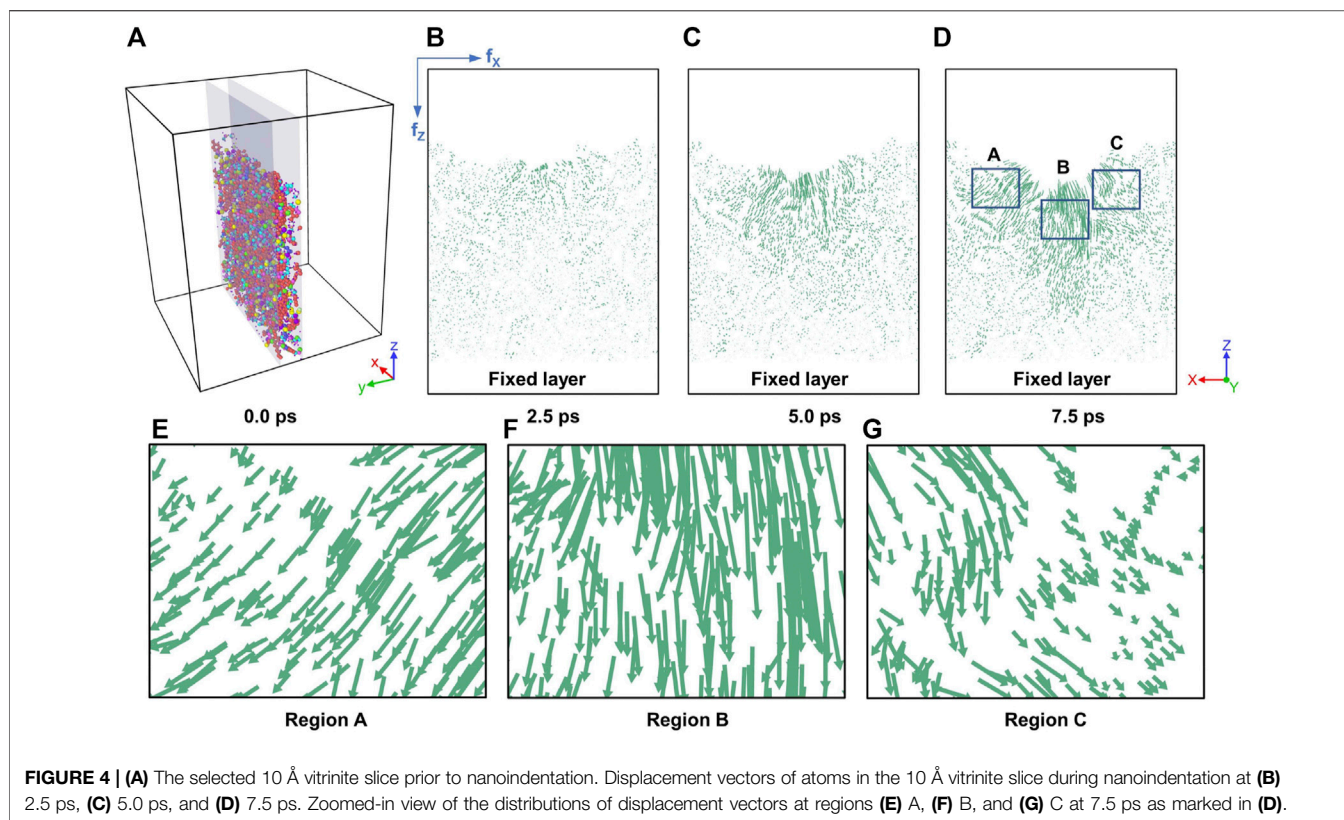 A
B
C
D
f_X
f_Z
A
B
C
z
x
y
Fixed layer
Fixed layer
Fixed layer
Z
X
Y
0.0 ps
2.5 ps
5.0 ps
7.5 ps
E
F
G
Region A
Region B
Region C
FIGURE 4 | (A) The selected 10 Å vitrinite slice prior to nanoindentation. Displacement vectors of atoms in the 10 Å vitrinite slice during nanoindentation at (B)
2.5 ps, (C) 5.0 ps, and (D) 7.5 ps. Zoomed-in view of the distributions of displacement vectors at regions (E) A, (F) B, and (G) C at 7.5 ps as marked in (D).